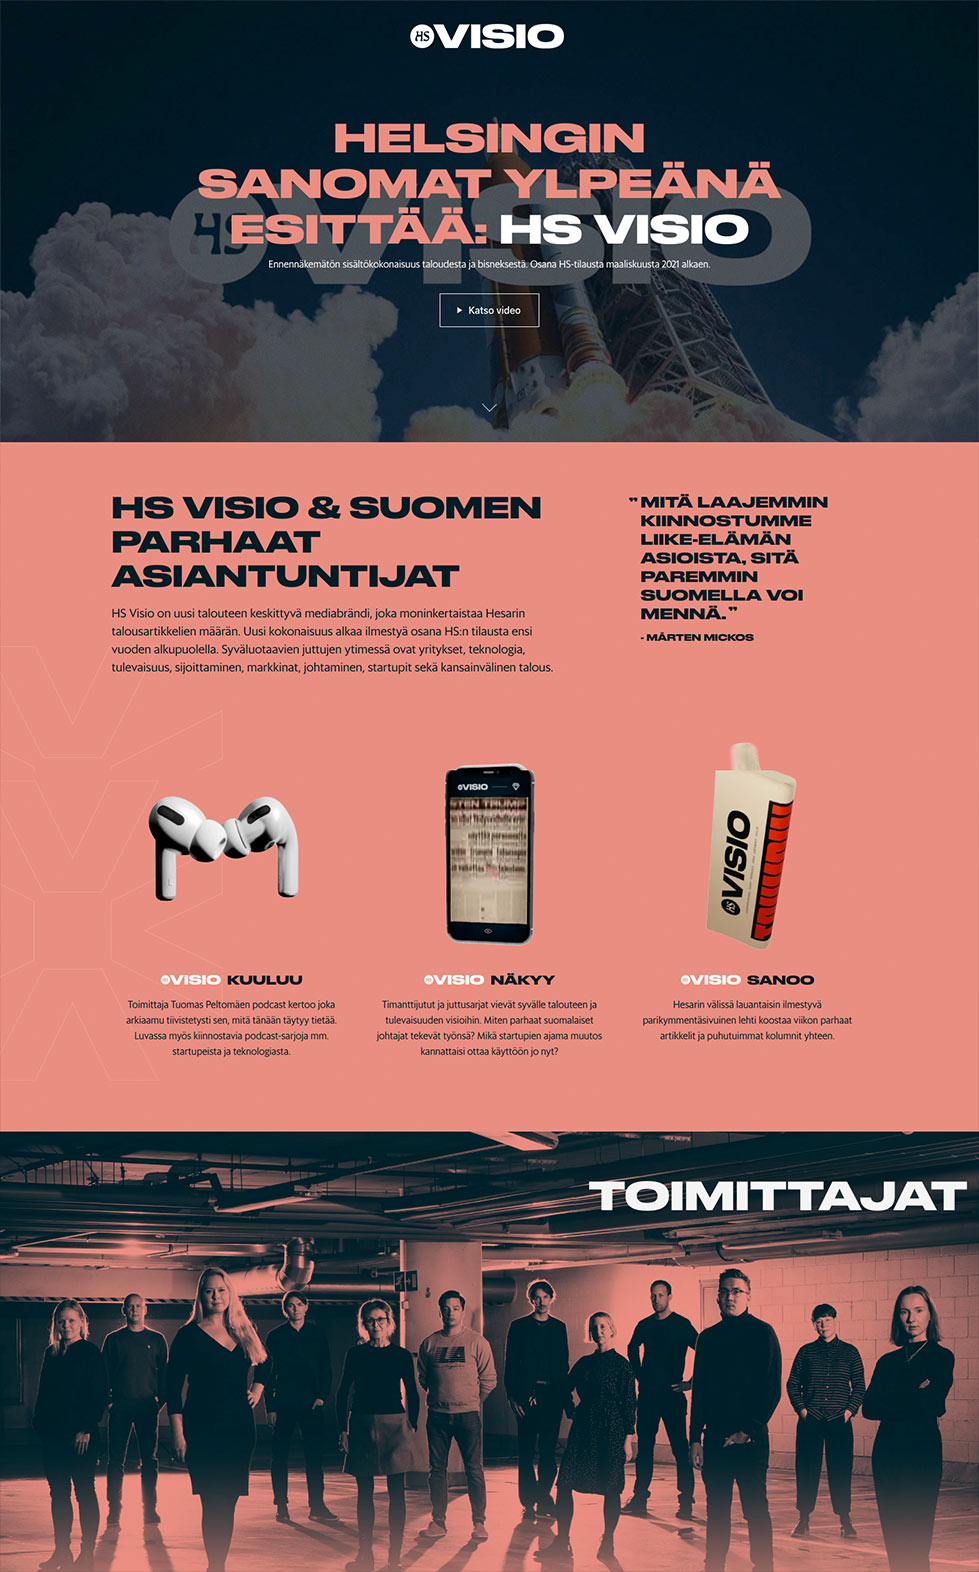 HS VISIO
HELSINGIN
SANOMAT YLPEÄNÄ
ESITTÄÄ: HS VISIO
HS VISIO
Ennennäkemätön sisältökokonaisuus taloudesta ja bisneksestä. Osana HS-tilausta maaliskuusta 2021 alkaen.
Katso video
HS VISIO & SUOMEN
PARHAAT
ASIANTUNTIJAT
HS Visio on uusi talouteen keskittyvä mediabrändi, joka moninkertaistaa Hesarin
talousartikkelien määrän. Uusi kokonaisuus alkaa ilmestyä osana HS:n tilausta ensi
vuoden alkupuolella. Syväluotaavien juttujen ytimessä ovat yritykset, teknologia,
tulevaisuus, sijoittaminen, markkinat, johtaminen, startupit sekä kansainvälinen talous.
” MITÄ LAAJEMMIN
KIINNOSTUMME
LIIKE-ELÄMÄN
ASIOISTA, SITÄ
PAREMMIN
SUOMELLA VOI
MENNÄ.”
- MÅRTEN MICKOS
HS VISIO
TEN TRUMP
HS VISIO
HS VISIO KUULUU
Toimittaja Tuomas Peltomäen podcast kertoo joka
arkiaamu tiivistetysti sen, mitä tänään täytyy tietää.
Luvassa myös kiinnostavia podcast-sarjoja mm.
startupeista ja teknologiasta.
HS VISIO NÄKYY
Timanttijutut ja juttusarjat vievät syvälle talouteen ja
tulevaisuuden visioihin. Miten parhaat suomalaiset
johtajat tekevät työnsä? Mikä startupien ajama muutos
kannattaisi ottaa käyttöön jo nyt?
HS VISIO SANOO
Hesarin välissä lauantaisin ilmestyvä
parikymmentäsivuinen lehti koostaa viikon parhaat
artikkelit ja puhutuimmat kolumnit yhteen.
TOIMITTAJAT